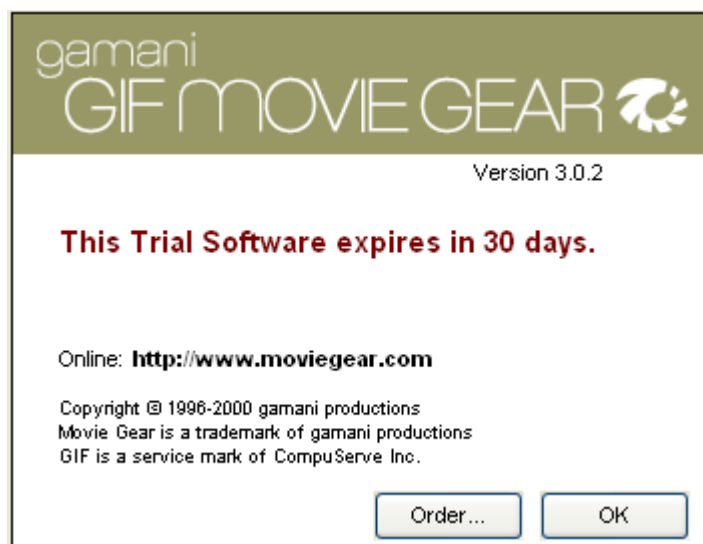 gamani
GIF MOVIE GEAR
Version 3.0.2
This Trial Software expires in 30 days.
Online: http://www.moviegear.com
Copyright © 1996-2000 gamani productions
Movie Gear is a trademark of gamani productions
GIF is a service mark of CompuServe Inc.
Order...
OK